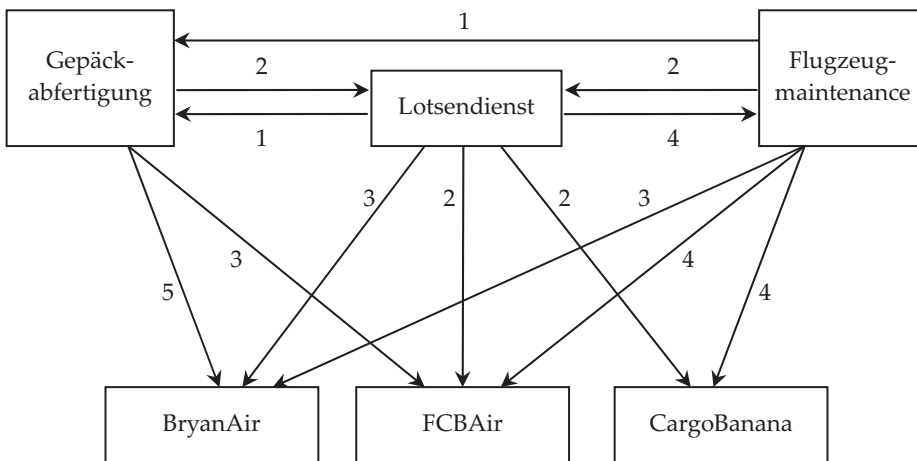 1
Gepäck-
abfertigung
Flugzeug-
maintenance
2
2
Lotsendienst
1
4
3
2
2
3
3
4
5
4
BryanAir
FCBAir
CargoBanana